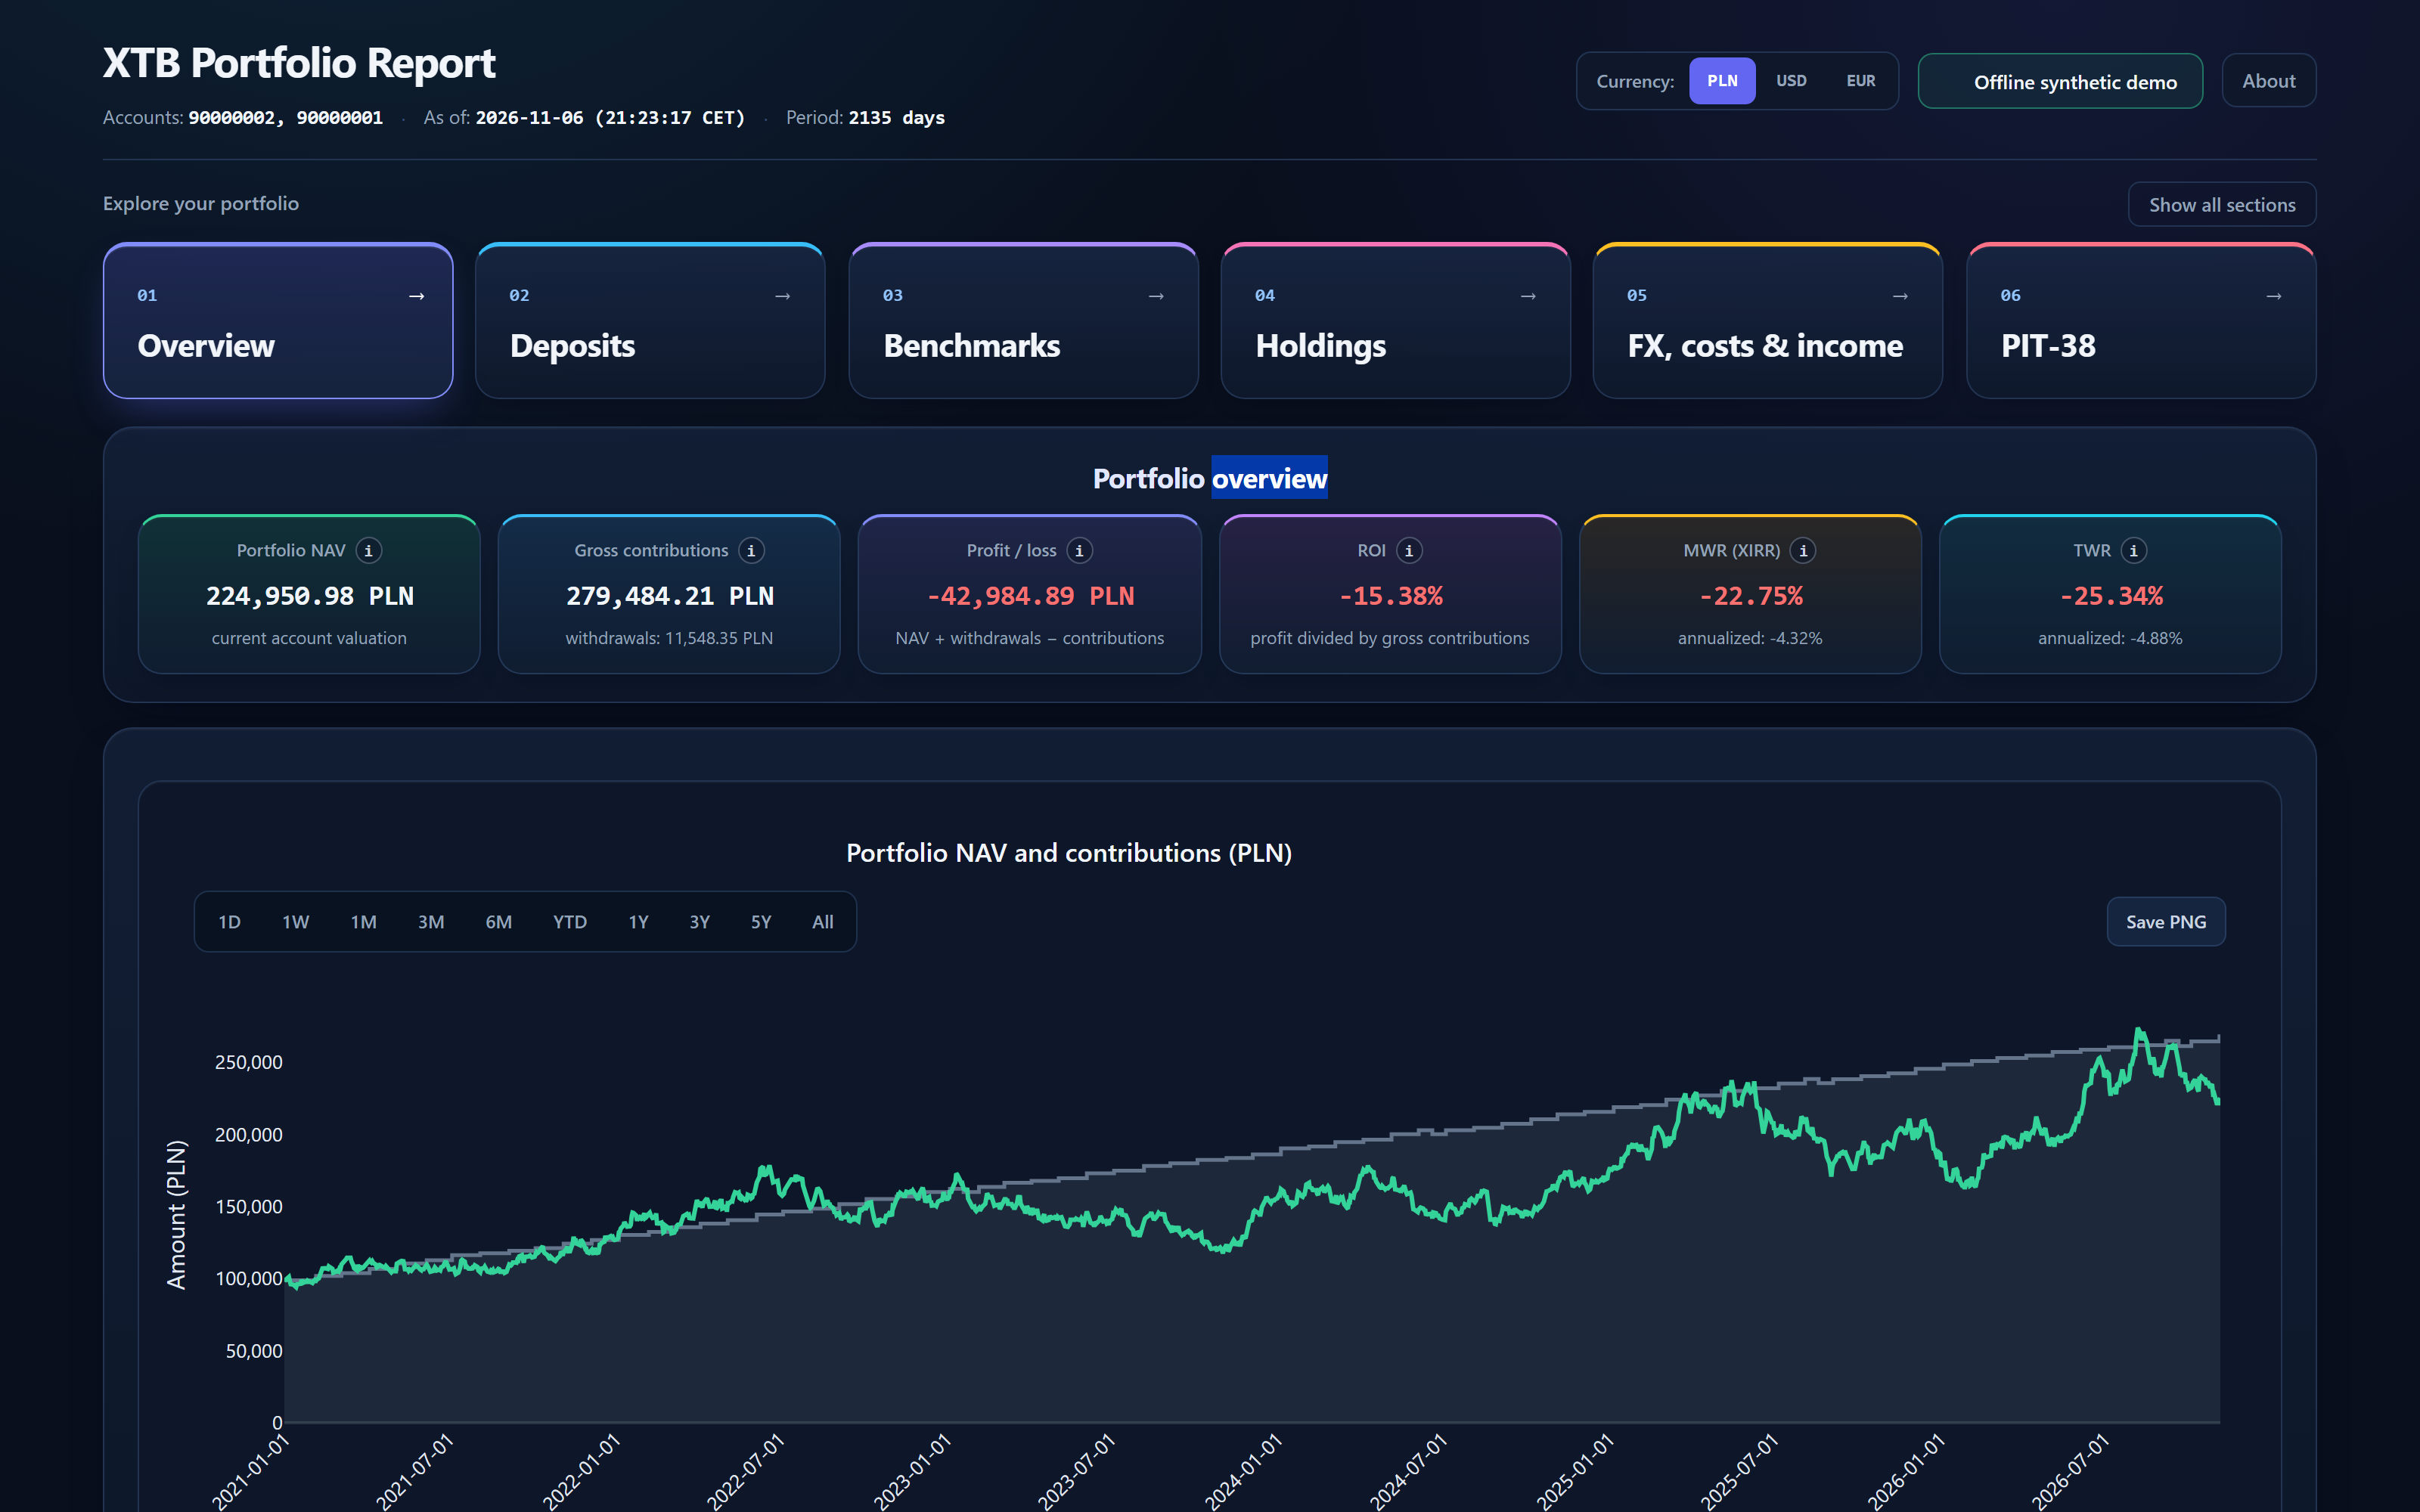 XTB Portfolio Report
Currency: PLN USD EUR
Offline synthetic demo
About
Accounts: 90000002, 90000001 · As of: 2026-11-06 (21:23:17 CET) · Period: 2135 days
Explore your portfolio
Show all sections
01 →
Overview
02 →
Deposits
03 →
Benchmarks
04 →
Holdings
05 →
FX, costs & income
06 →
PIT-38
Portfolio overview
Portfolio NAV i
224,950.98 PLN
current account valuation
Gross contributions i
279,484.21 PLN
withdrawals: 11,548.35 PLN
Profit / loss i
-42,984.89 PLN
NAV + withdrawals − contributions
ROI i
-15.38%
profit divided by gross contributions
MWR (XIRR) i
-22.75%
annualized: -4.32%
TWR i
-25.34%
annualized: -4.88%
Portfolio NAV and contributions (PLN)
1D 1W 1M 3M 6M YTD 1Y 3Y 5Y All
Save PNG
Amount (PLN)
250,000
200,000
150,000
100,000
50,000
0
2021-01-01
2021-07-01
2022-01-01
2022-07-01
2023-01-01
2023-07-01
2024-01-01
2024-07-01
2025-01-01
2025-07-01
2026-01-01
2026-07-01